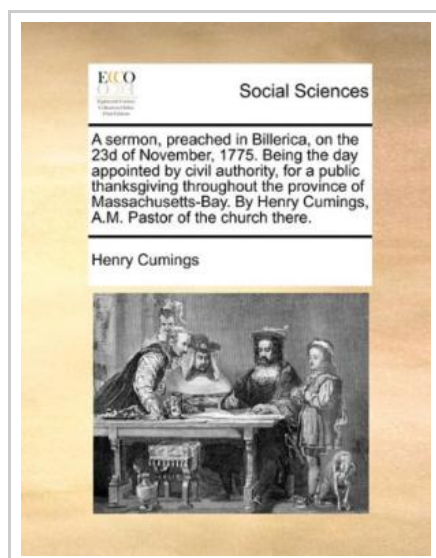 ECCO
Social Sciences
A sermon, preached in Billerica, on the
23d of November, 1775. Being the day
appointed by civil authority, for a public
thanksgiving throughout the province of
Massachusetts-Bay. By Henry Cumings,
A.M. Pastor of the church there.
Henry Cumings